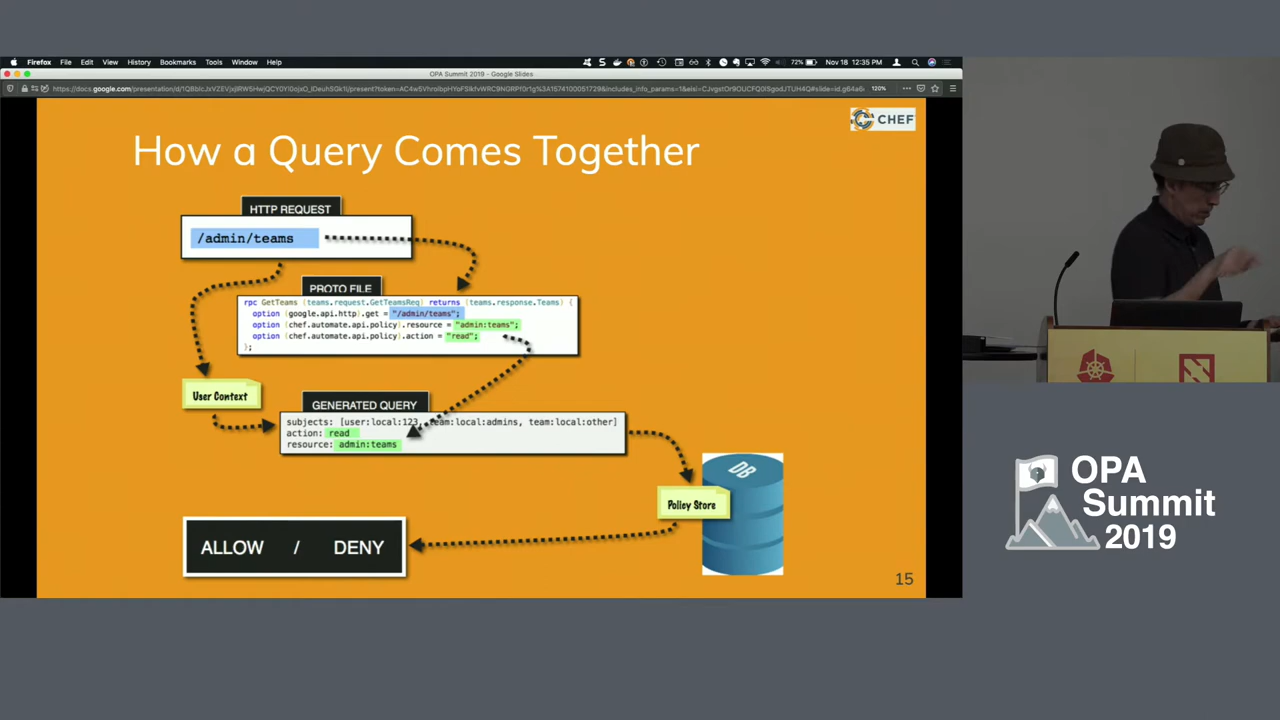 Firefox File Edit View History Bookmarks Tools Window Help
72% Nov 18 12:35 PM
OPA Summit 2019 - Google Slides
120%
CHEF
How a Query Comes Together
HTTP REQUEST
/admin/teams
PROTO FILE
rpc GetTeams (teams.request.GetTeamsReq) returns (teams.response.Teams) {
option (google.api.http).get = "/admin/teams";
option (chef.automate.api.policy).resource = "admin:teams";
option (chef.automate.api.policy).action = "read";
};
User Context
GENERATED QUERY
subjects: [user:local:123, team:local:admins, team:local:other]
action: read
resource: admin:teams
DB
Policy Store
ALLOW / DENY
15
OPA
Summit
2019